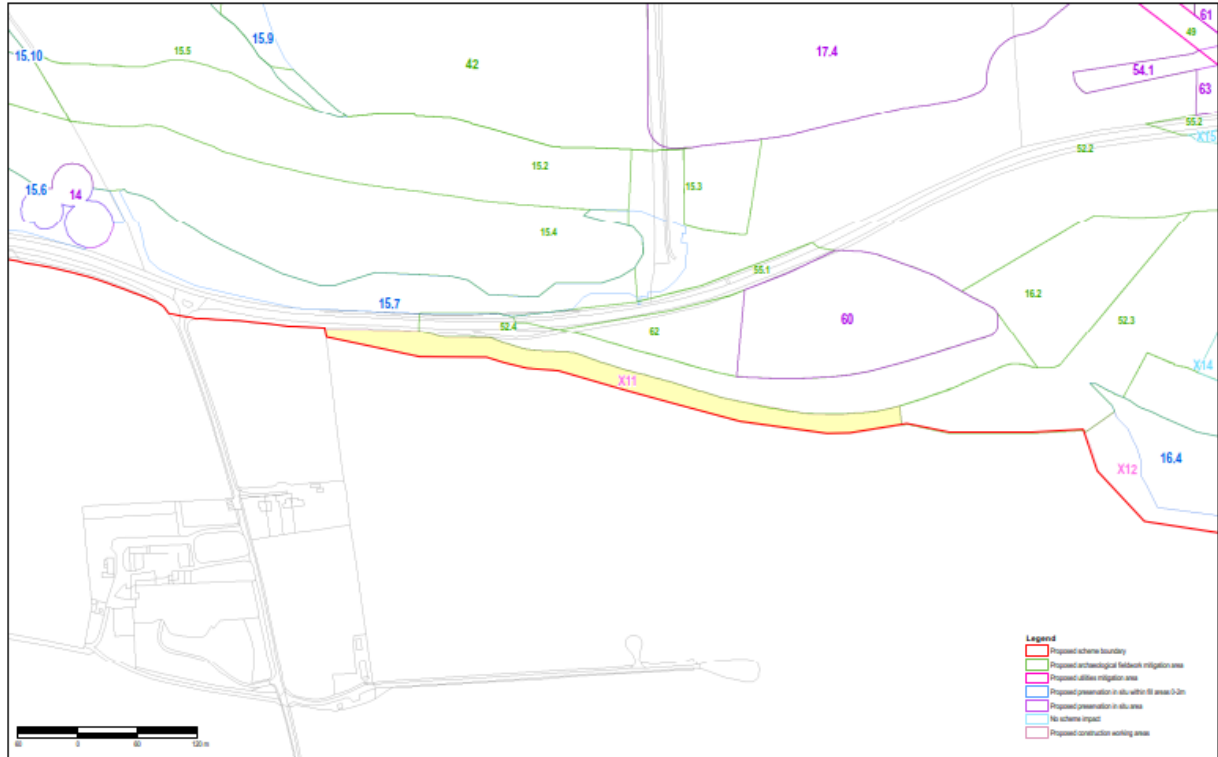 61
15.9
49
15.5
17.4
15.10
42
54.1
63
55.2
X15
52.2
15.2
15.3
15.6
14
15.4
55.1
16.2
15.7
60
52.3
52.4
62
X14
X11
16.4
X12
Legend
Proposed scheme boundary
Proposed archaeological fieldwork mitigation area
Proposed utilities mitigation area
Proposed preservation in situ within fill areas 0-2m
Proposed preservation in situ area
No scheme impact
Proposed construction working areas
60 0 60 120 m